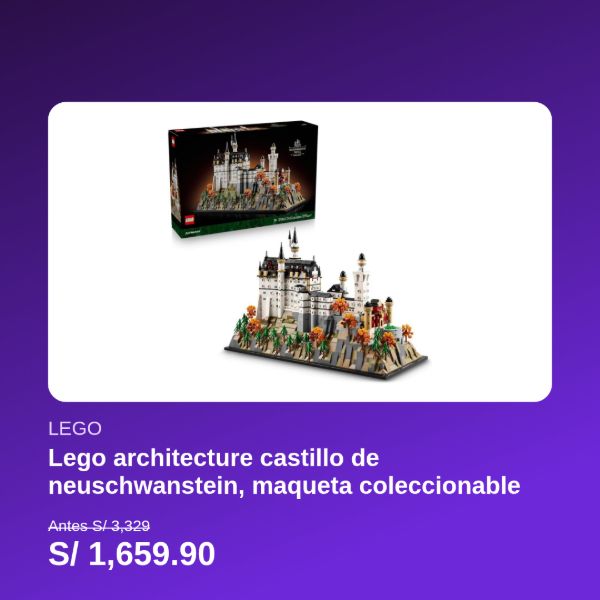 LEGO
Lego architecture castillo de
neuschwanstein, maqueta coleccionable
Antes S/ 3,329
S/ 1,659.90